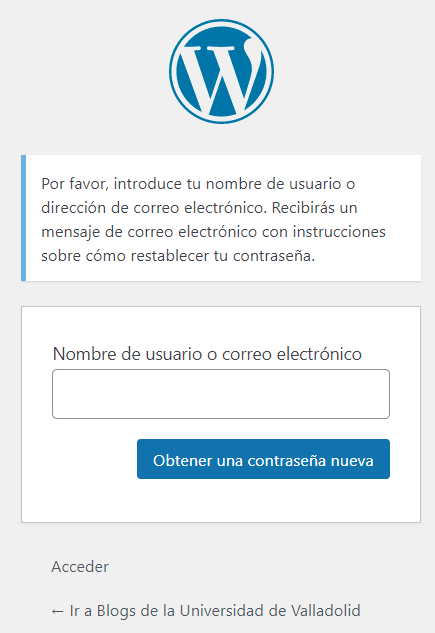 Por favor, introduce tu nombre de usuario o
dirección de correo electrónico. Recibirás un
mensaje de correo electrónico con instrucciones
sobre cómo restablecer tu contraseña.
Nombre de usuario o correo electrónico
Obtener una contraseña nueva
Acceder
← Ir a Blogs de la Universidad de Valladolid